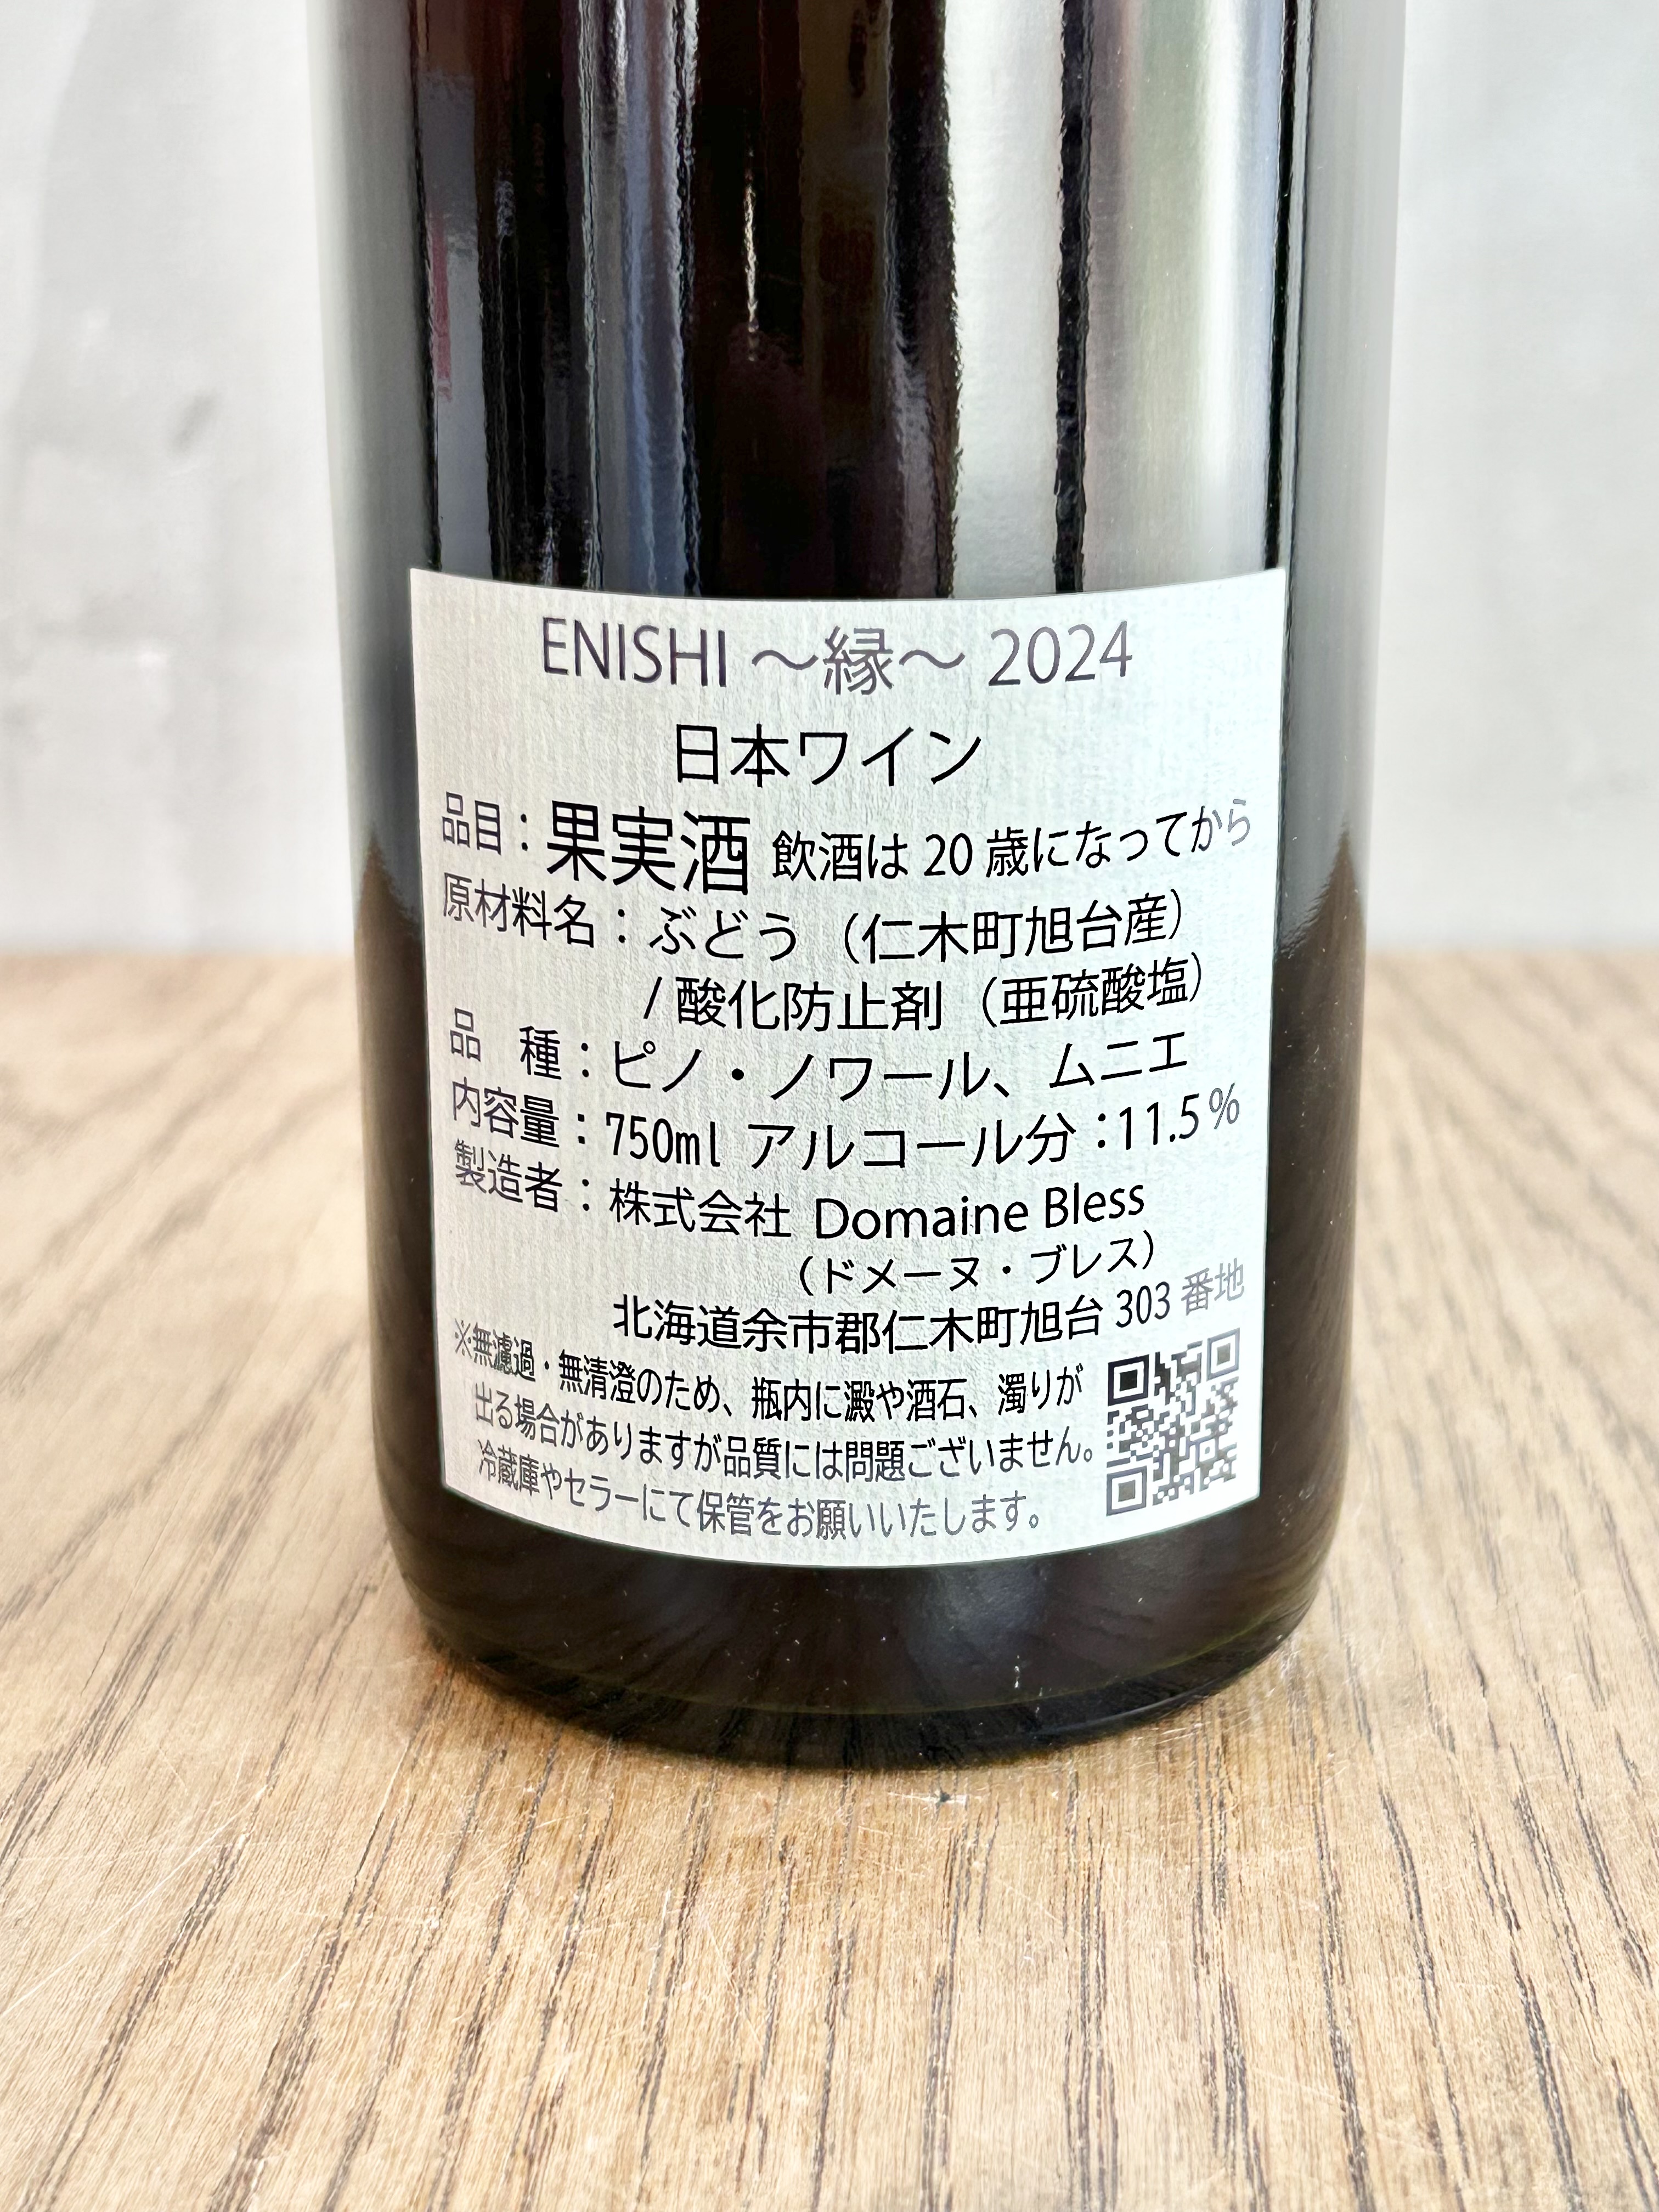 ENISHI ～縁～ 2024
日本ワイン
品目：果実酒 飲酒は 20 歳になってから
原材料名：ぶどう（仁木町旭台産）
/ 酸化防止剤（亜硫酸塩）
品　種：ピノ・ノワール、ムニエ
内容量：750ml アルコール分：11.5％
製造者：株式会社 Domaine Bless
（ドメーヌ・ブレス）
北海道余市郡仁木町旭台 303 番地
※無濾過・無清澄のため、瓶内に澱や酒石、濁りが
出る場合がありますが品質には問題ございません。
冷蔵庫やセラーにて保管をお願いいたします。